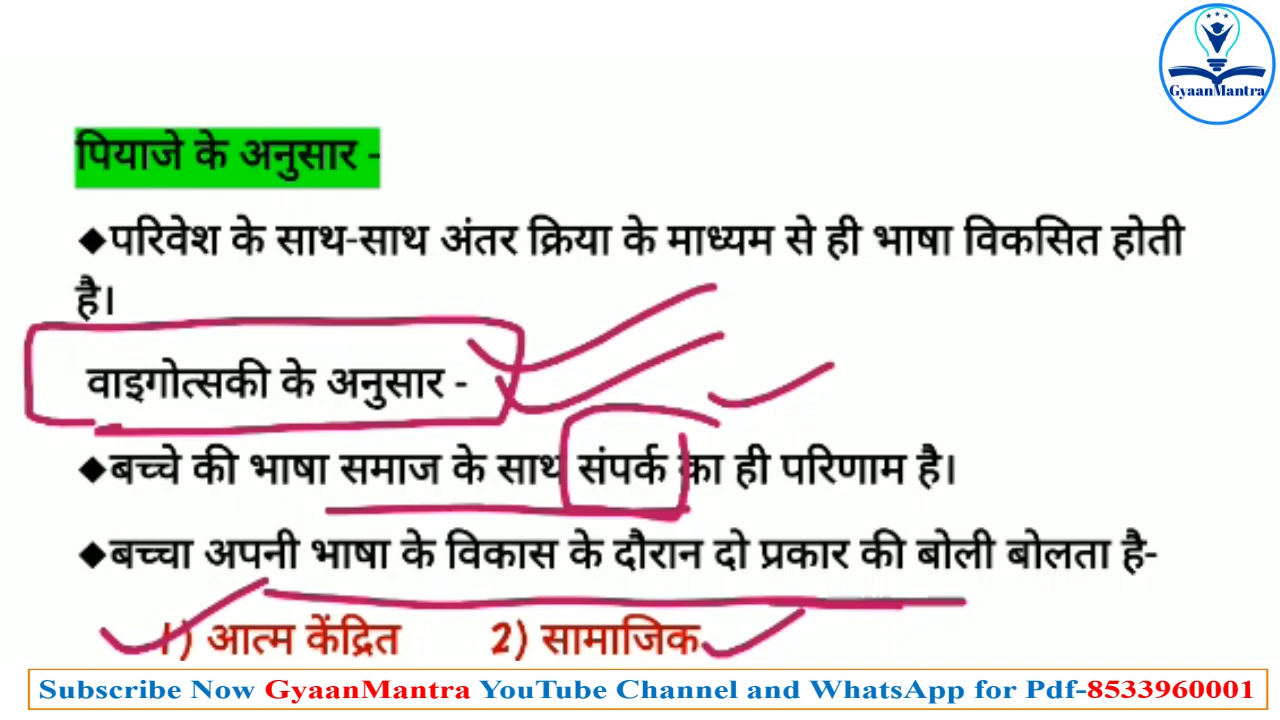 GyaanMantra
पियाजे के अनुसार -
◆परिवेश के साथ-साथ अंतर क्रिया के माध्यम से ही भाषा विकसित होती
है।
वाइगोत्सकी के अनुसार -
◆बच्चे की भाषा समाज के साथ संपर्क का ही परिणाम है।
◆बच्चा अपनी भाषा के विकास के दौरान दो प्रकार की बोली बोलता है-
1) आत्म केंद्रित 2) सामाजिक
Subscribe Now GyaanMantra YouTube Channel and WhatsApp for Pdf-8533960001